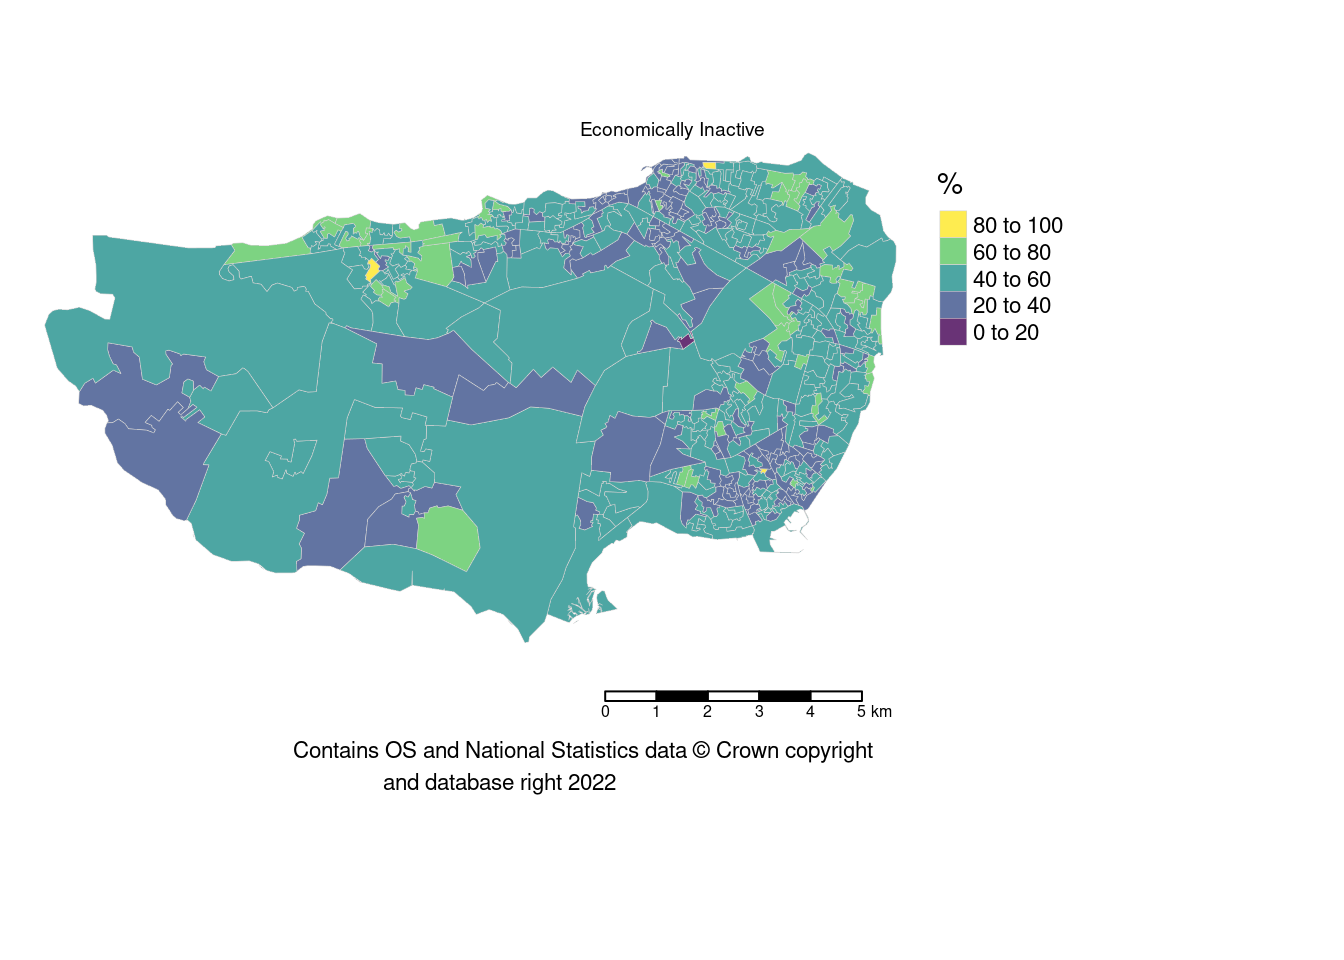 Economically Inactive
%
80 to 100
60 to 80
40 to 60
20 to 40
0 to 20
0 1 2 3 4 5 km
Contains OS and National Statistics data © Crown copyright
and database right 2022